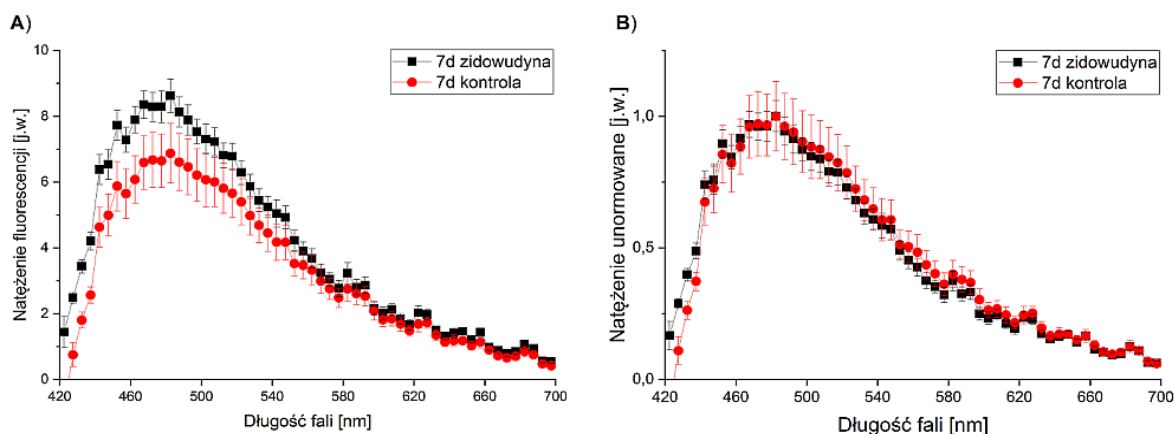 A)
7d zidowudyna
7d kontrola
Natężenie fluorescencji [j.w.]
10
8
6
4
2
0
420 460 500 540 580 620 660 700
Długość fali [nm]
B)
7d zidowudyna
7d kontrola
Natężenie unormowane [j.w.]
1,0
0,5
0,0
420 460 500 540 580 620 660 700
Długość fali [nm]